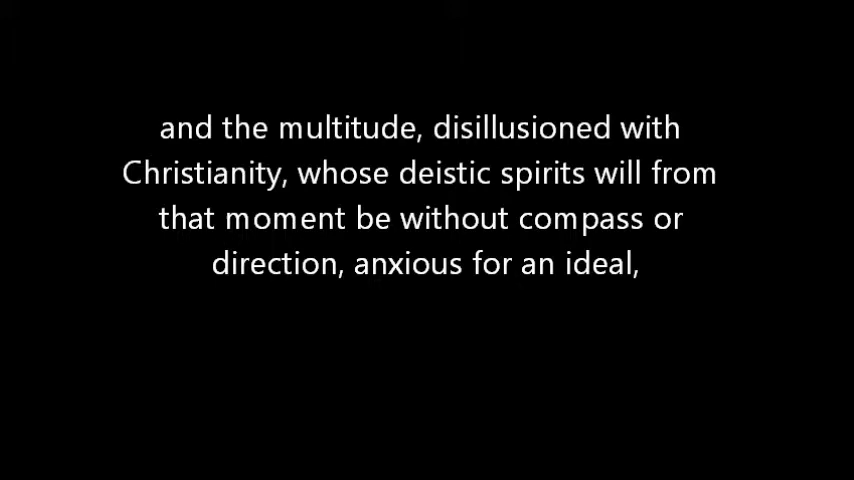 and the multitude, disillusioned with
Christianity, whose deistic spirits will from
that moment be without compass or
direction, anxious for an ideal,